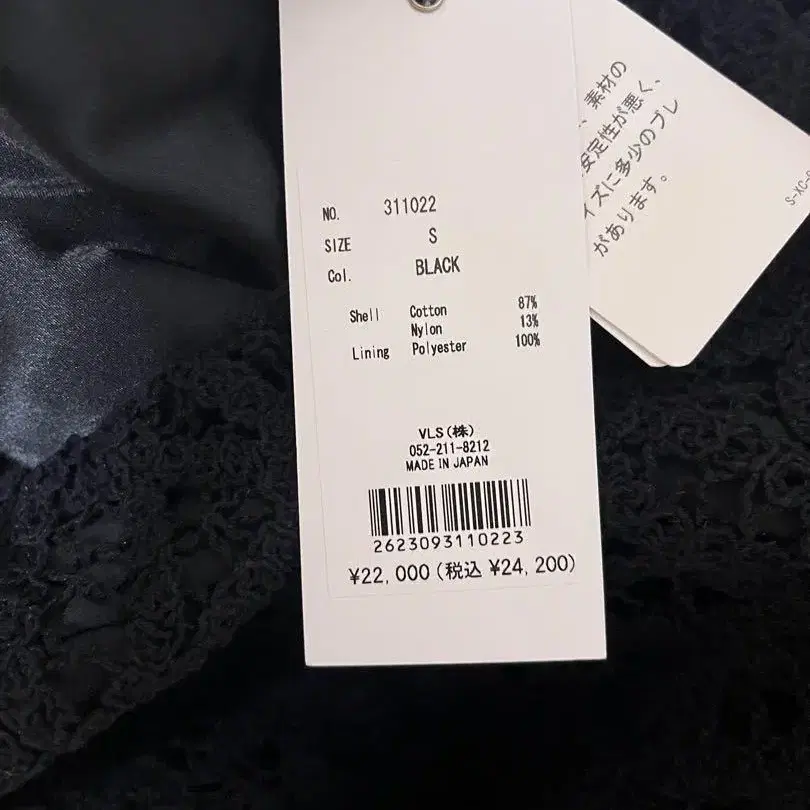 NO. 311022
SIZE S
Col. BLACK
Shell Cotton 87%
Nylon 13%
Lining Polyester 100%
VLS(株)
052-211-8212
MADE IN JAPAN
2623093110223
¥22,000(税込 ¥24,200)
、素材の
安定性が悪く、
イズに多少のブレ
があります。